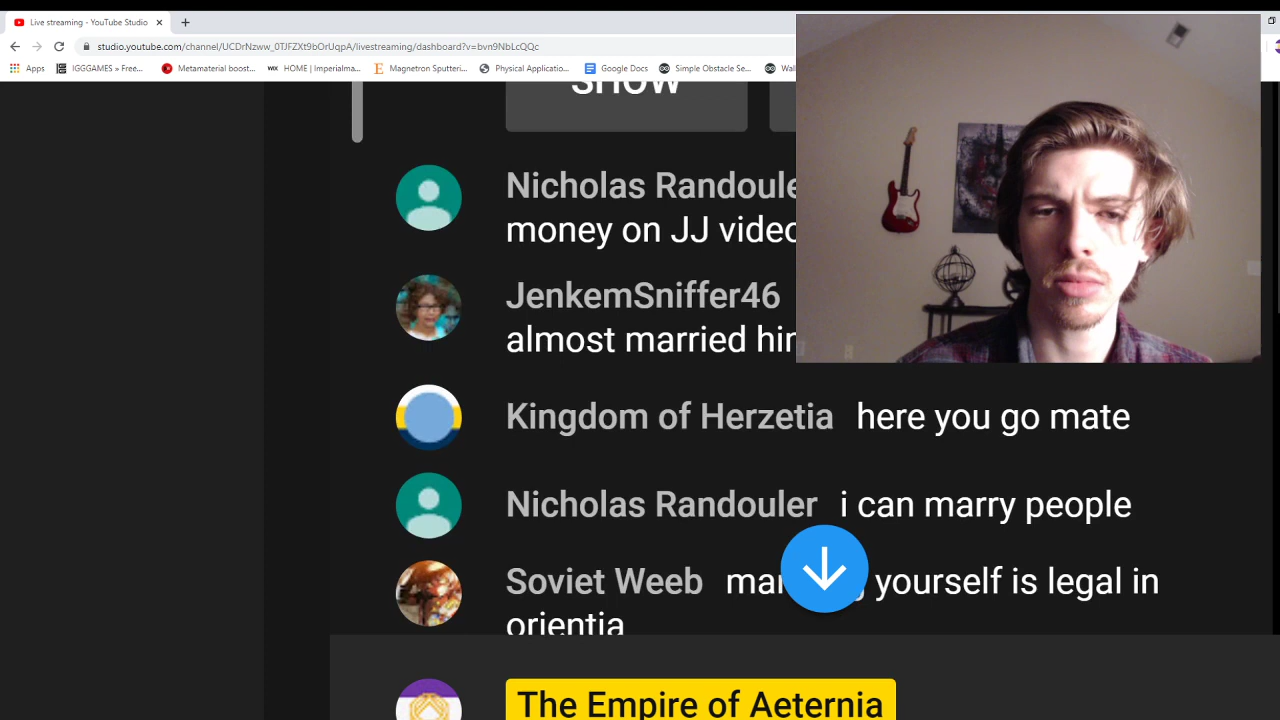 Live streaming - YouTube Studio
studio.youtube.com/channel/UCDrNzww_0TJFZXt9bOrUqpA/livestreaming/dashboard?v=bvn9NbLcQQc
Apps IGGGAMES » Free... Metamaterial boost... WIX HOME | Imperialma... Magnetron Sputteri... Physical Applicatio... Google Docs Simple Obstacle Se...
SHOW
Nicholas
money on JJ
JenkemSniffer46
almost married
Kingdom of Herzetia here you go mate
Nicholas Randouler i can marry people
Soviet Weeb yourself is legal in
orientia
The Empire of Aeternia